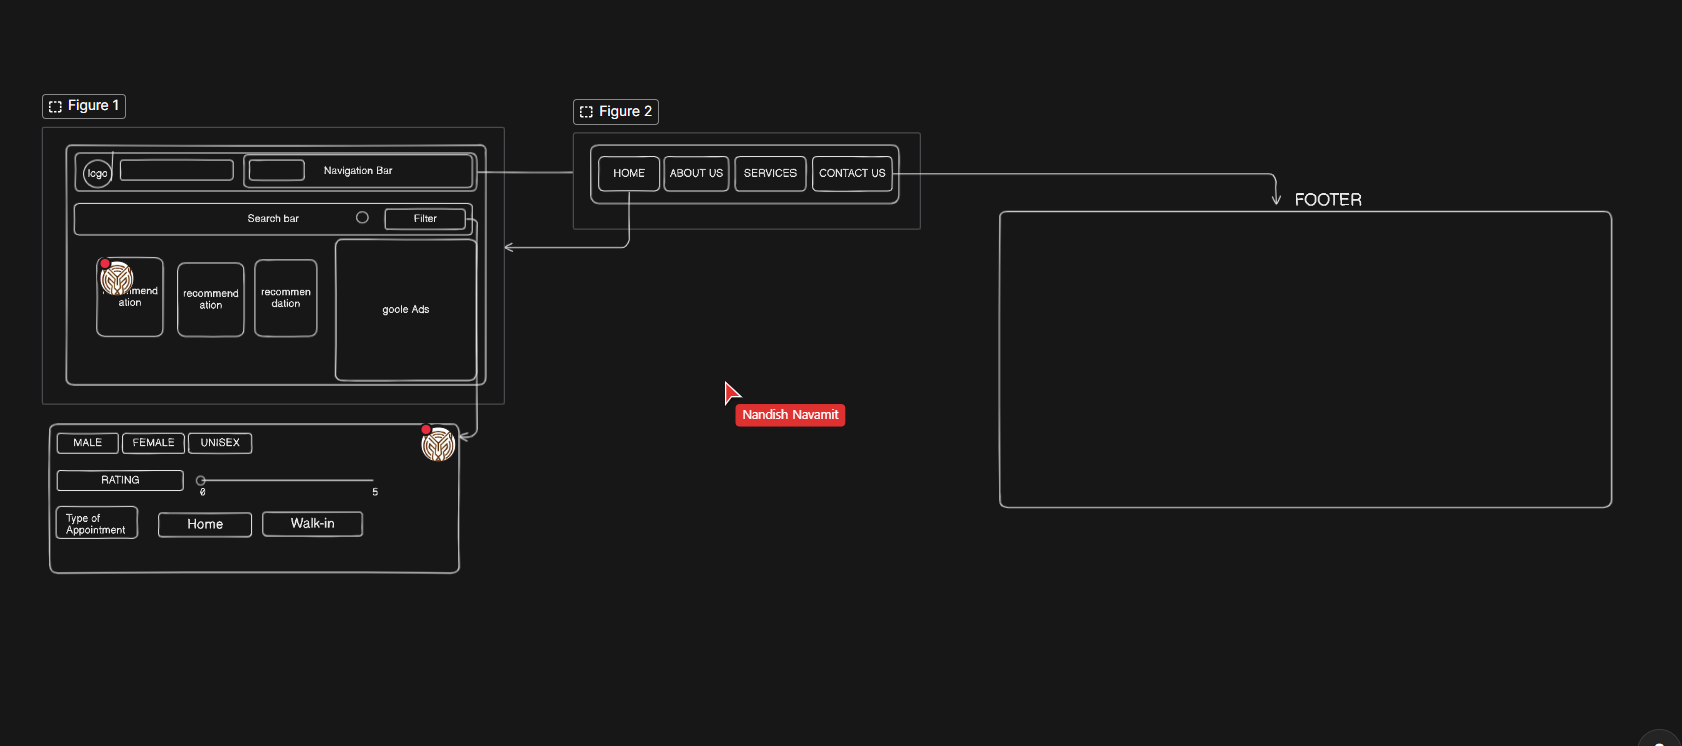 Figure 1
logo
Navigation Bar
Search bar
Filter
ation
recommend
ation
recommen
dation
goole Ads
MALE
FEMALE
UNISEX
RATING
0
5
Type of
Appointment
Home
Walk-in
Figure 2
HOME
ABOUT US
SERVICES
CONTACT US
Nandish Navamit
FOOTER